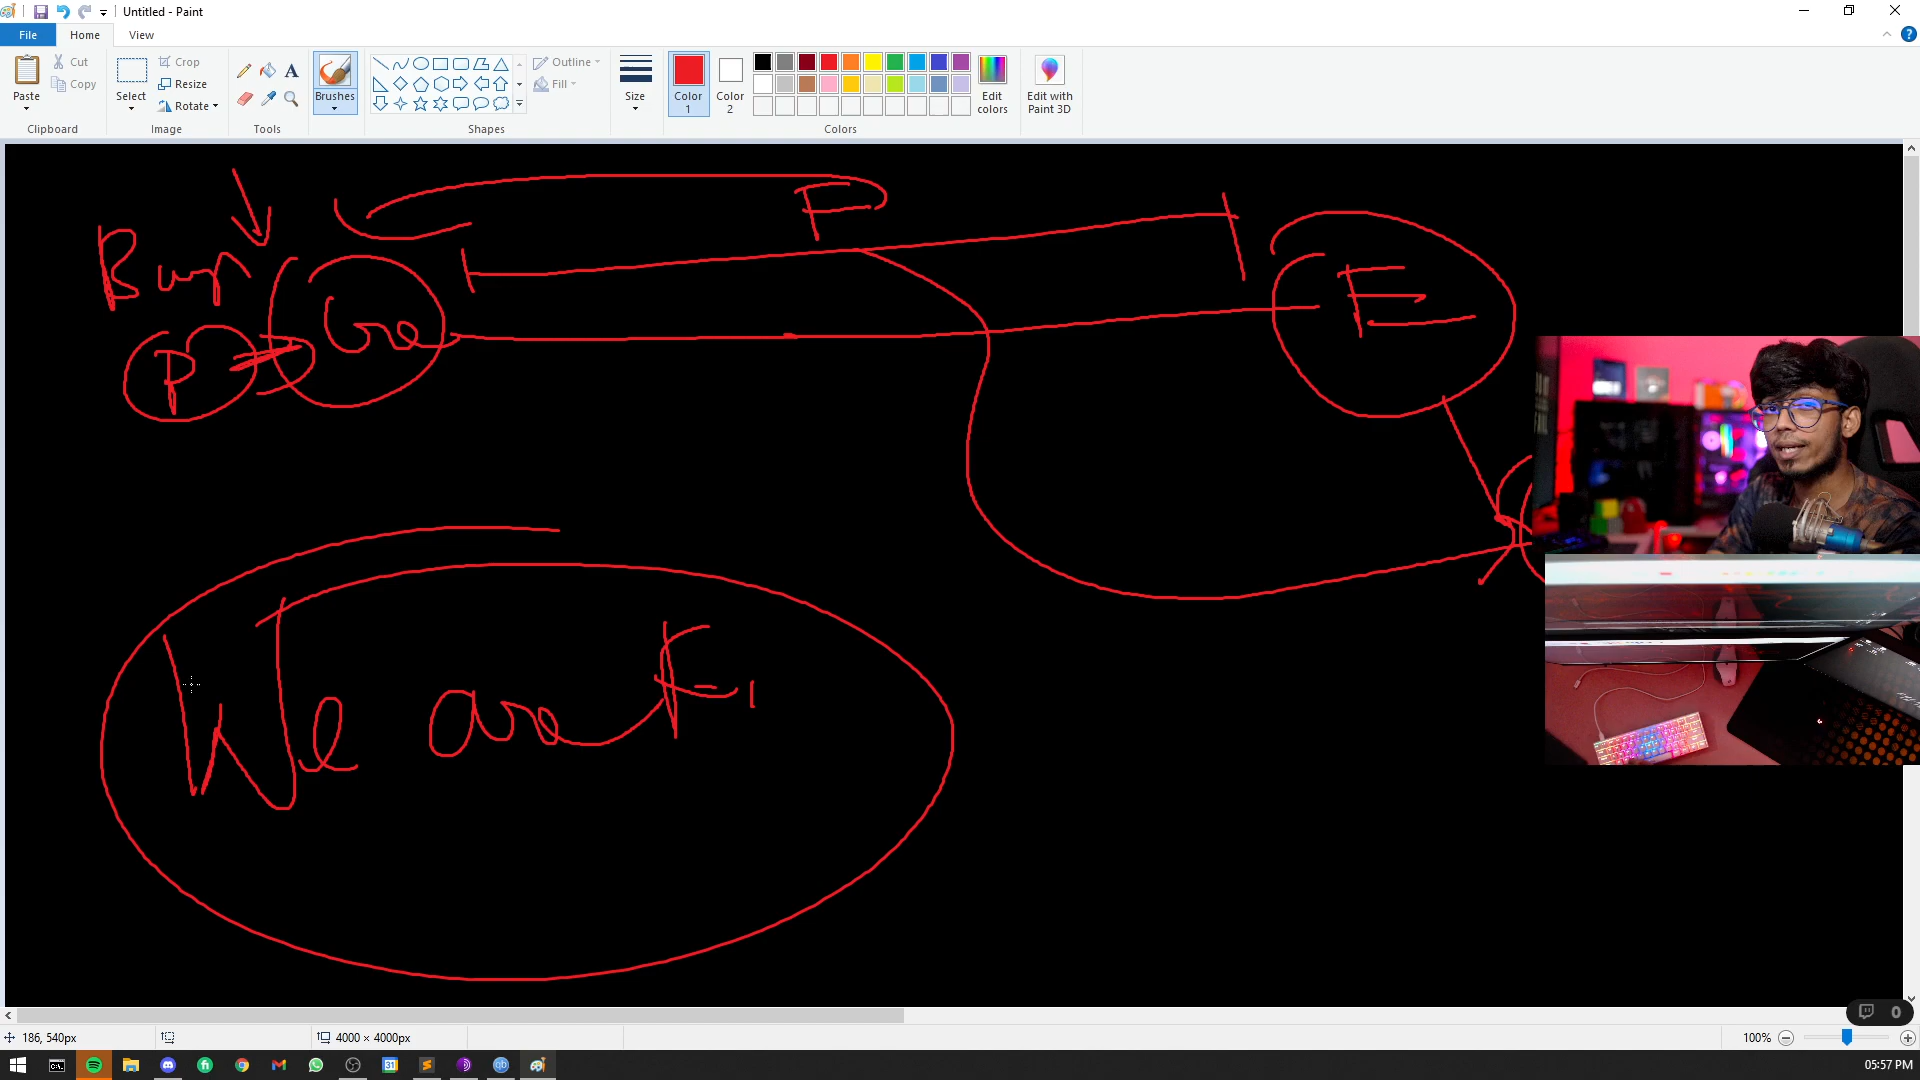 Untitled - Paint
File Home View
Paste
Cut
Copy
Clipboard
Select
Crop
Resize
Rotate
Image
Tools
Brushes
Shapes
Outline
Fill
Size
Color 1
Color 2
Colors
Edit colors
Edit with Paint 3D
F
E
P
We are
186, 540px
4000 × 4000px
100%
0
31
05:57 PM